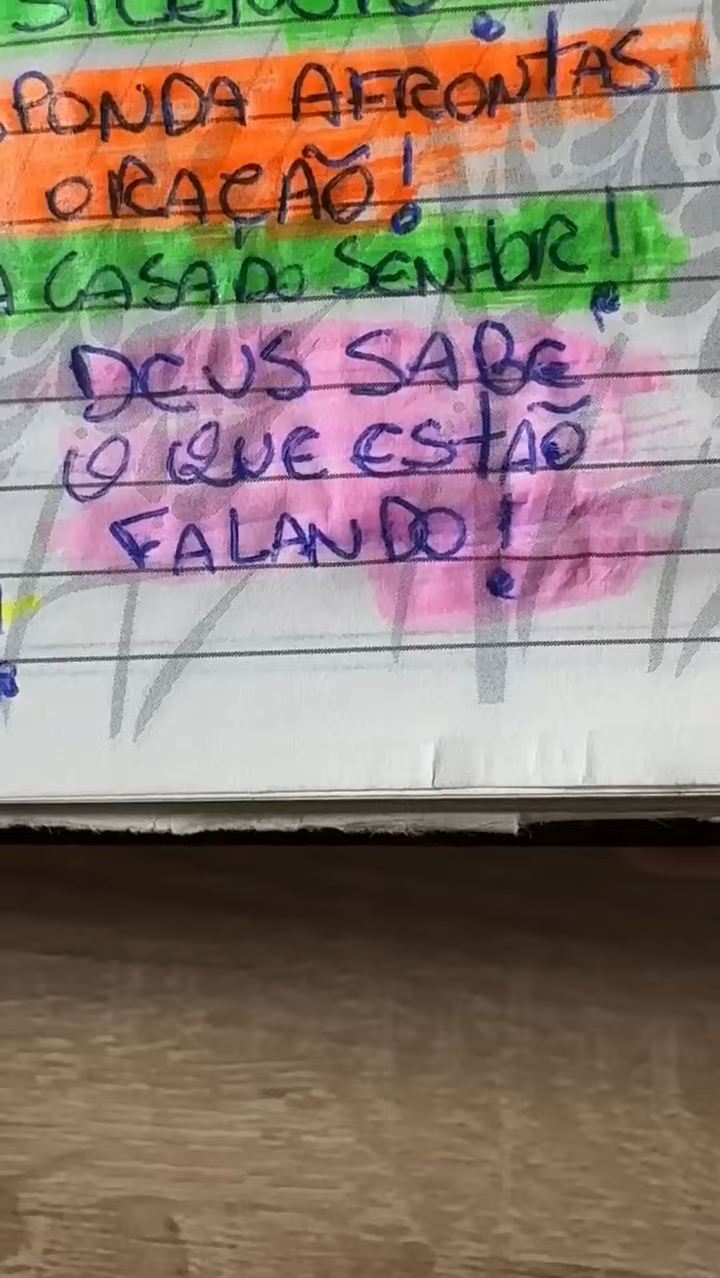 PONDA AFRONTAS
ORAÇÃO!
A CASA DO SENHOR!
DEUS SABE
O QUE ESTÃO
FALANDO!